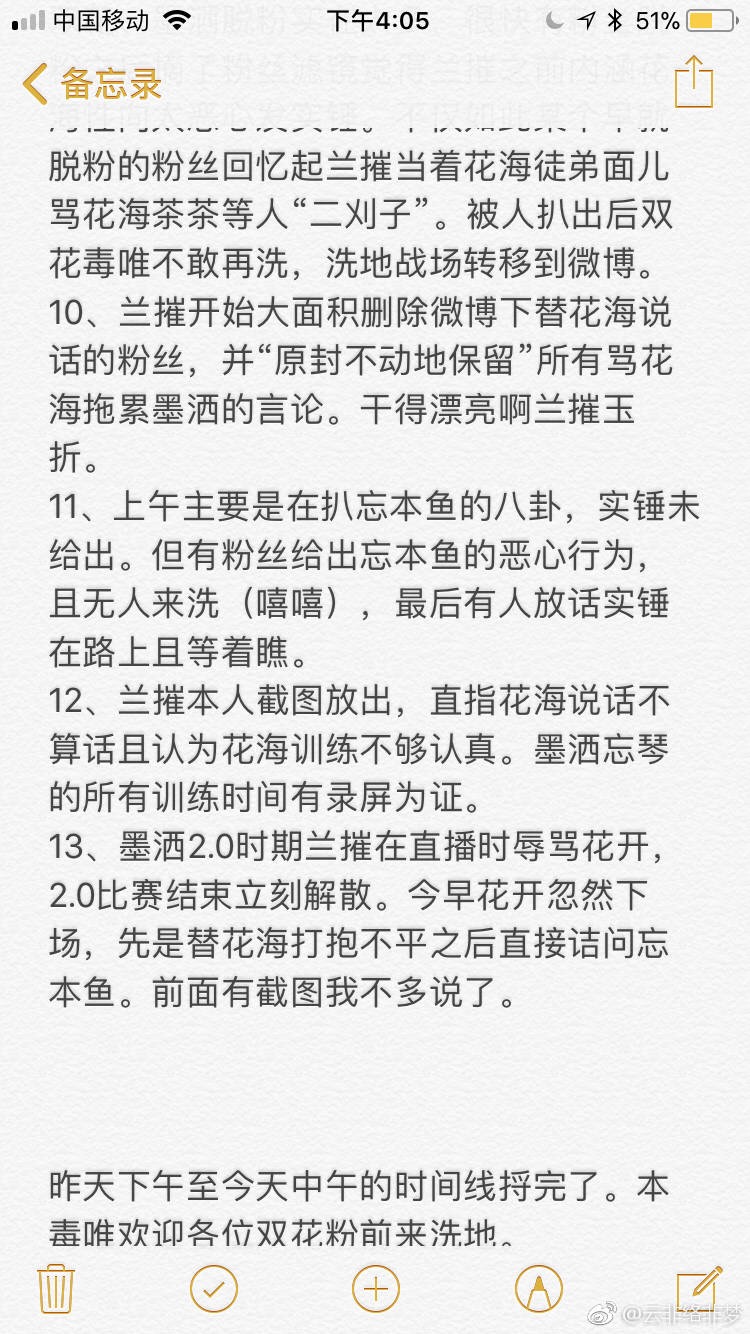 中国移动 下午4:05 51%
备忘录
脱粉的粉丝回忆起兰摧当着花海徒弟面儿
骂花海茶茶等人“二刈子”。被人扒出后双
花毒唯不敢再洗，洗地战场转移到微博。
10、兰摧开始大面积删除微博下替花海说
话的粉丝，并“原封不动地保留”所有骂花
海拖累墨洒的言论。干得漂亮啊兰摧玉
折。
11、上午主要是在扒忘本鱼的八卦，实锤未
给出。但有粉丝给出忘本鱼的恶心行为，
且无人来洗（嘻嘻），最后有人放话实锤
在路上且等着瞧。
12、兰摧本人截图放出，直指花海说话不
算话且认为花海训练不够认真。墨洒忘琴
的所有训练时间有录屏为证。
13、墨洒2.0时期兰摧在直播时辱骂花开，
2.0比赛结束立刻解散。今早花开忽然下
场，先是替花海打抱不平之后直接诘问忘
本鱼。前面有截图我不多说了。
昨天下午至今天中午的时间线捋完了。本
毒唯欢迎各位双花粉前来洗地。
@云非络非梦